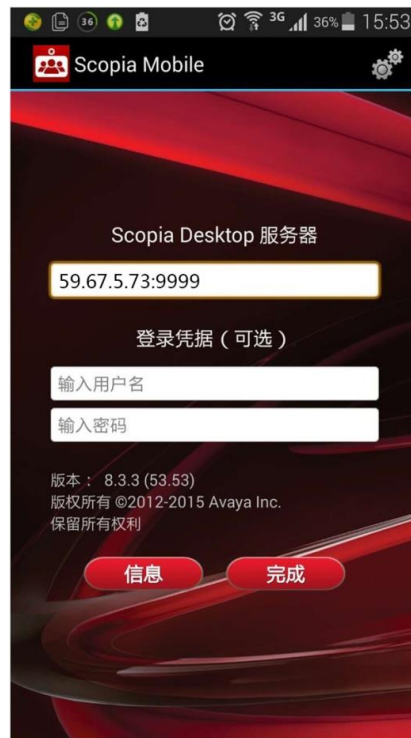 36 3G 36% 15:53
Scopia Mobile
Scopia Desktop 服务器
59.67.5.73:9999
登录凭据（可选）
输入用户名
输入密码
版本： 8.3.3 (53.53)
版权所有 ©2012-2015 Avaya Inc.
保留所有权利
信息 完成